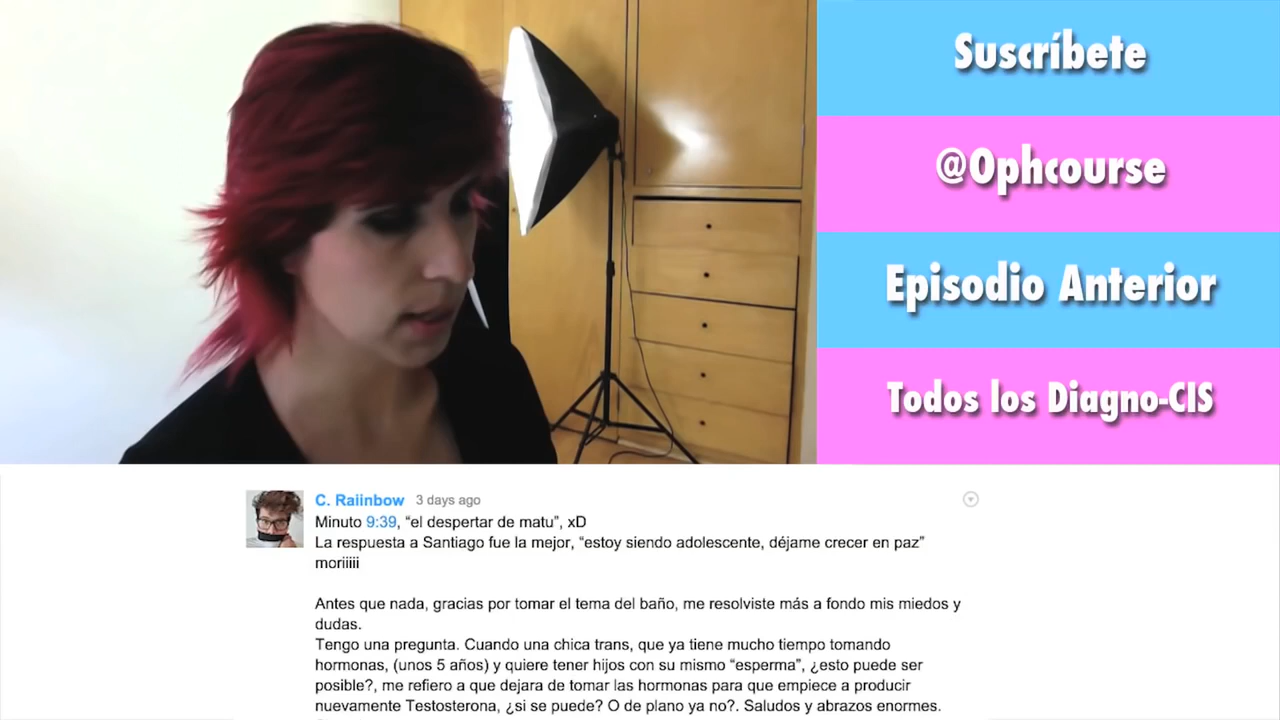 Suscríbete
@Ophcourse
Episodio Anterior
Todos los Diagno-CIS
C. Raiinbow 3 days ago
Minuto 9:39, “el despertar de matu”, xD
La respuesta a Santiago fue la mejor, “estoy siendo adolescente, déjame crecer en paz”
moriiiii
Antes que nada, gracias por tomar el tema del baño, me resolviste más a fondo mis miedos y
dudas.
Tengo una pregunta. Cuando una chica trans, que ya tiene mucho tiempo tomando
hormonas, (unos 5 años) y quiere tener hijos con su mismo “esperma”, ¿esto puede ser
posible?, me refiero a que dejara de tomar las hormonas para que empiece a producir
nuevamente Testosterona, ¿si se puede? O de plano ya no?. Saludos y abrazos enormes.